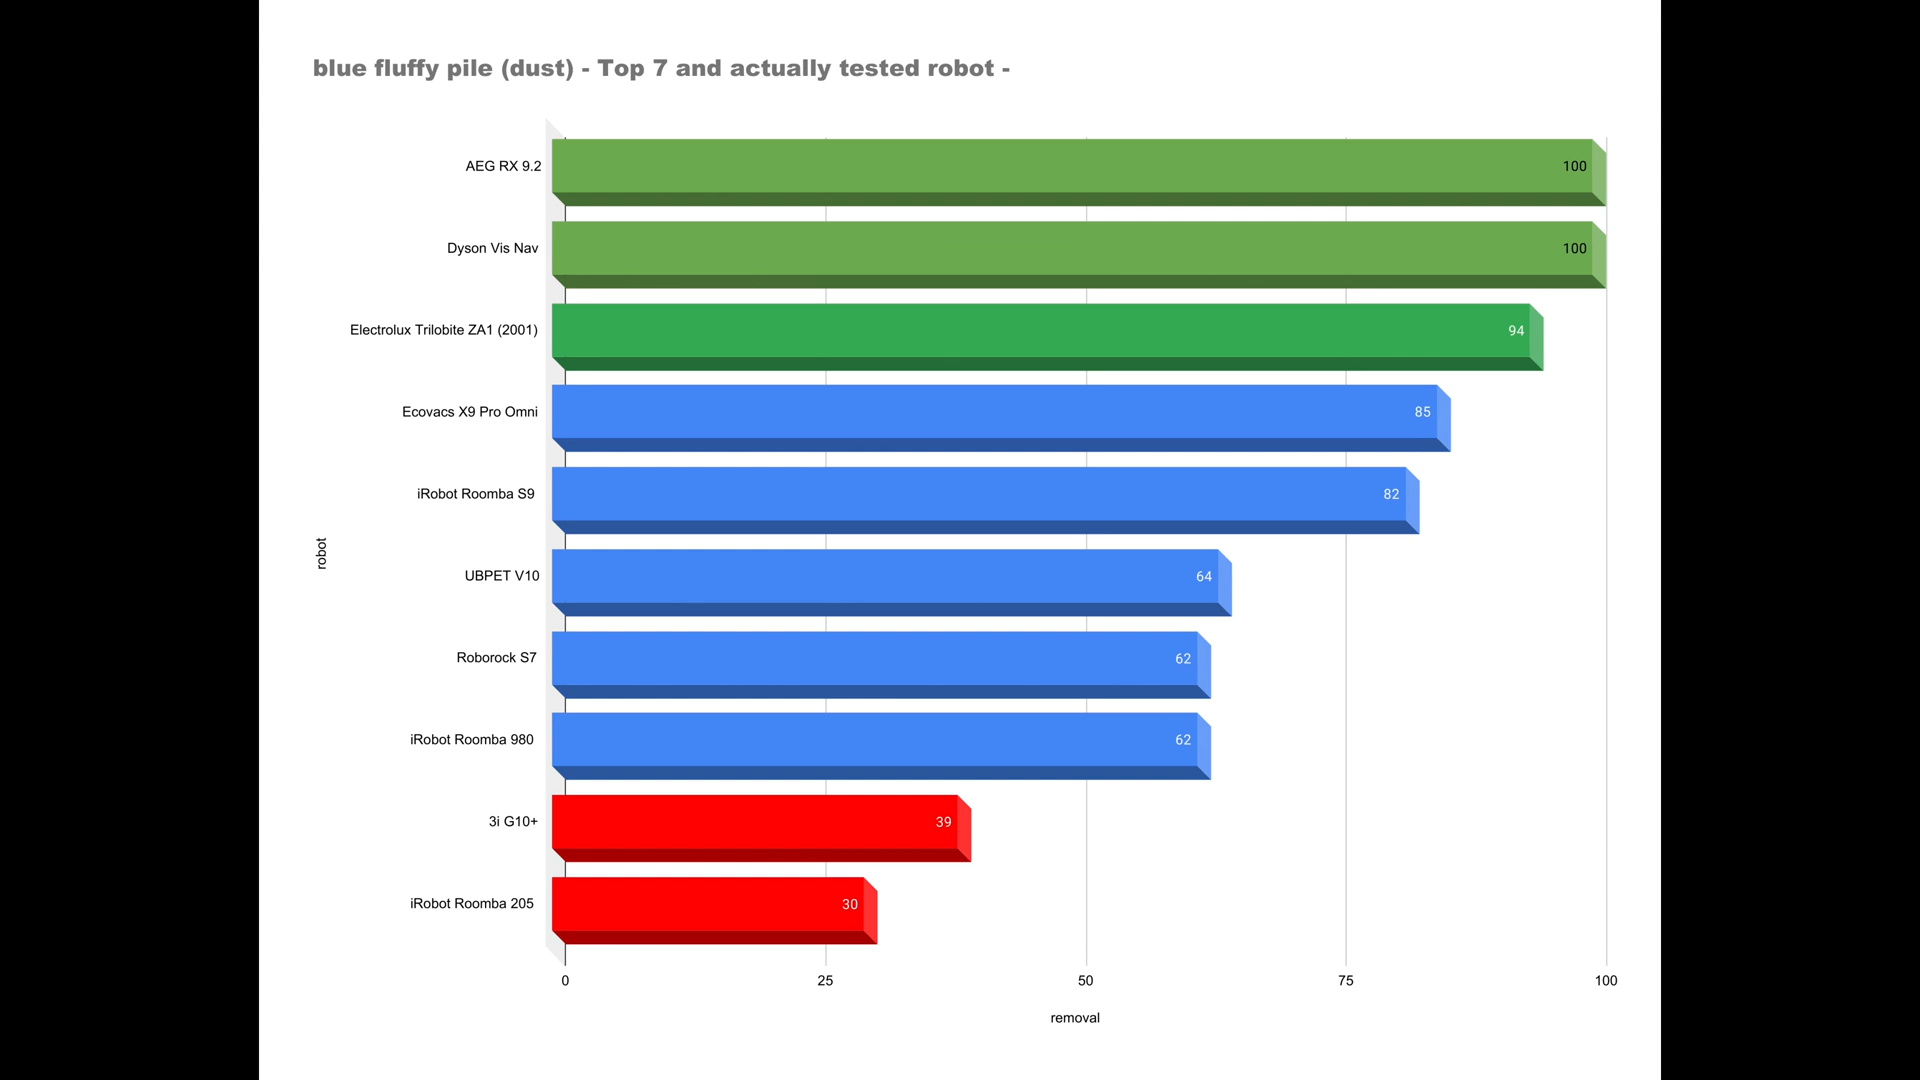 blue fluffy pile (dust) - Top 7 and actually tested robot -
AEG RX 9.2
100
Dyson Vis Nav
100
Electrolux Trilobite ZA1 (2001)
94
Ecovacs X9 Pro Omni
85
iRobot Roomba S9
82
robot
UBPET V10
64
Roborock S7
62
iRobot Roomba 980
62
3i G10+
39
iRobot Roomba 205
30
0 25 50 75 100
removal